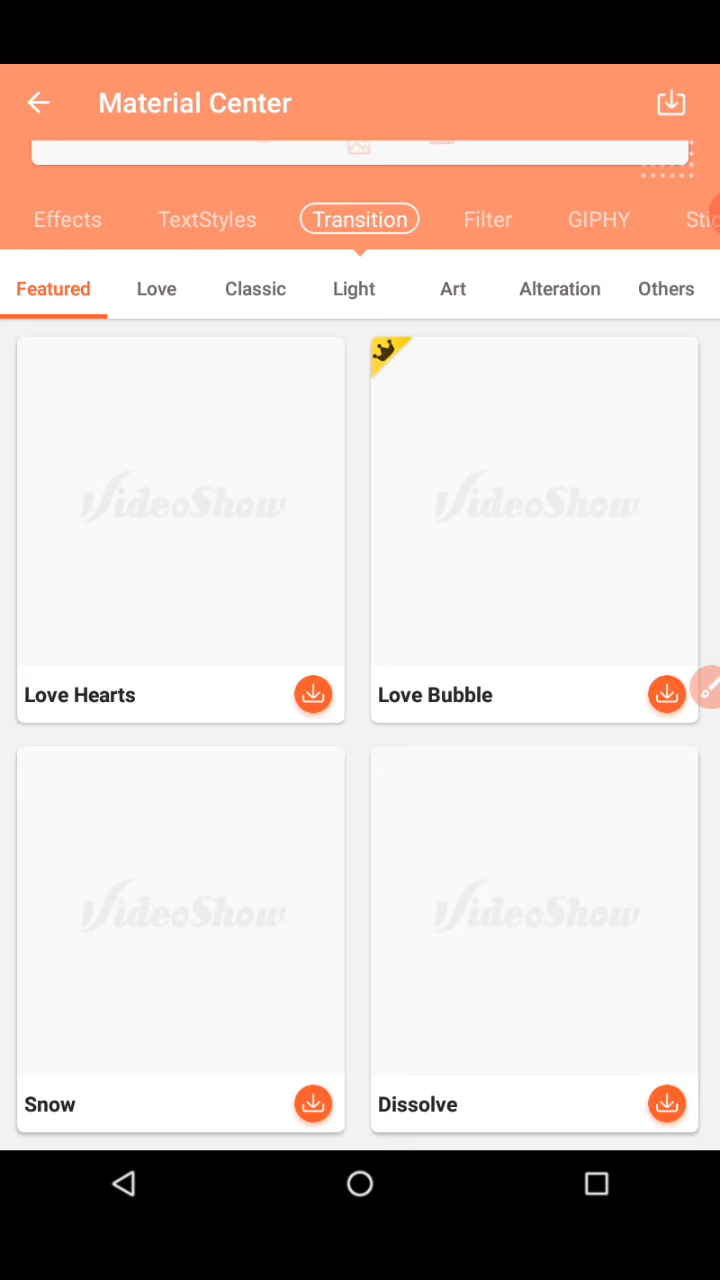 Material Center
Effects TextStyles Transition Filter GIPHY
Featured Love Classic Light Art Alteration Others
VideoShow VideoShow
Love Hearts Love Bubble
VideoShow VideoShow
Snow Dissolve